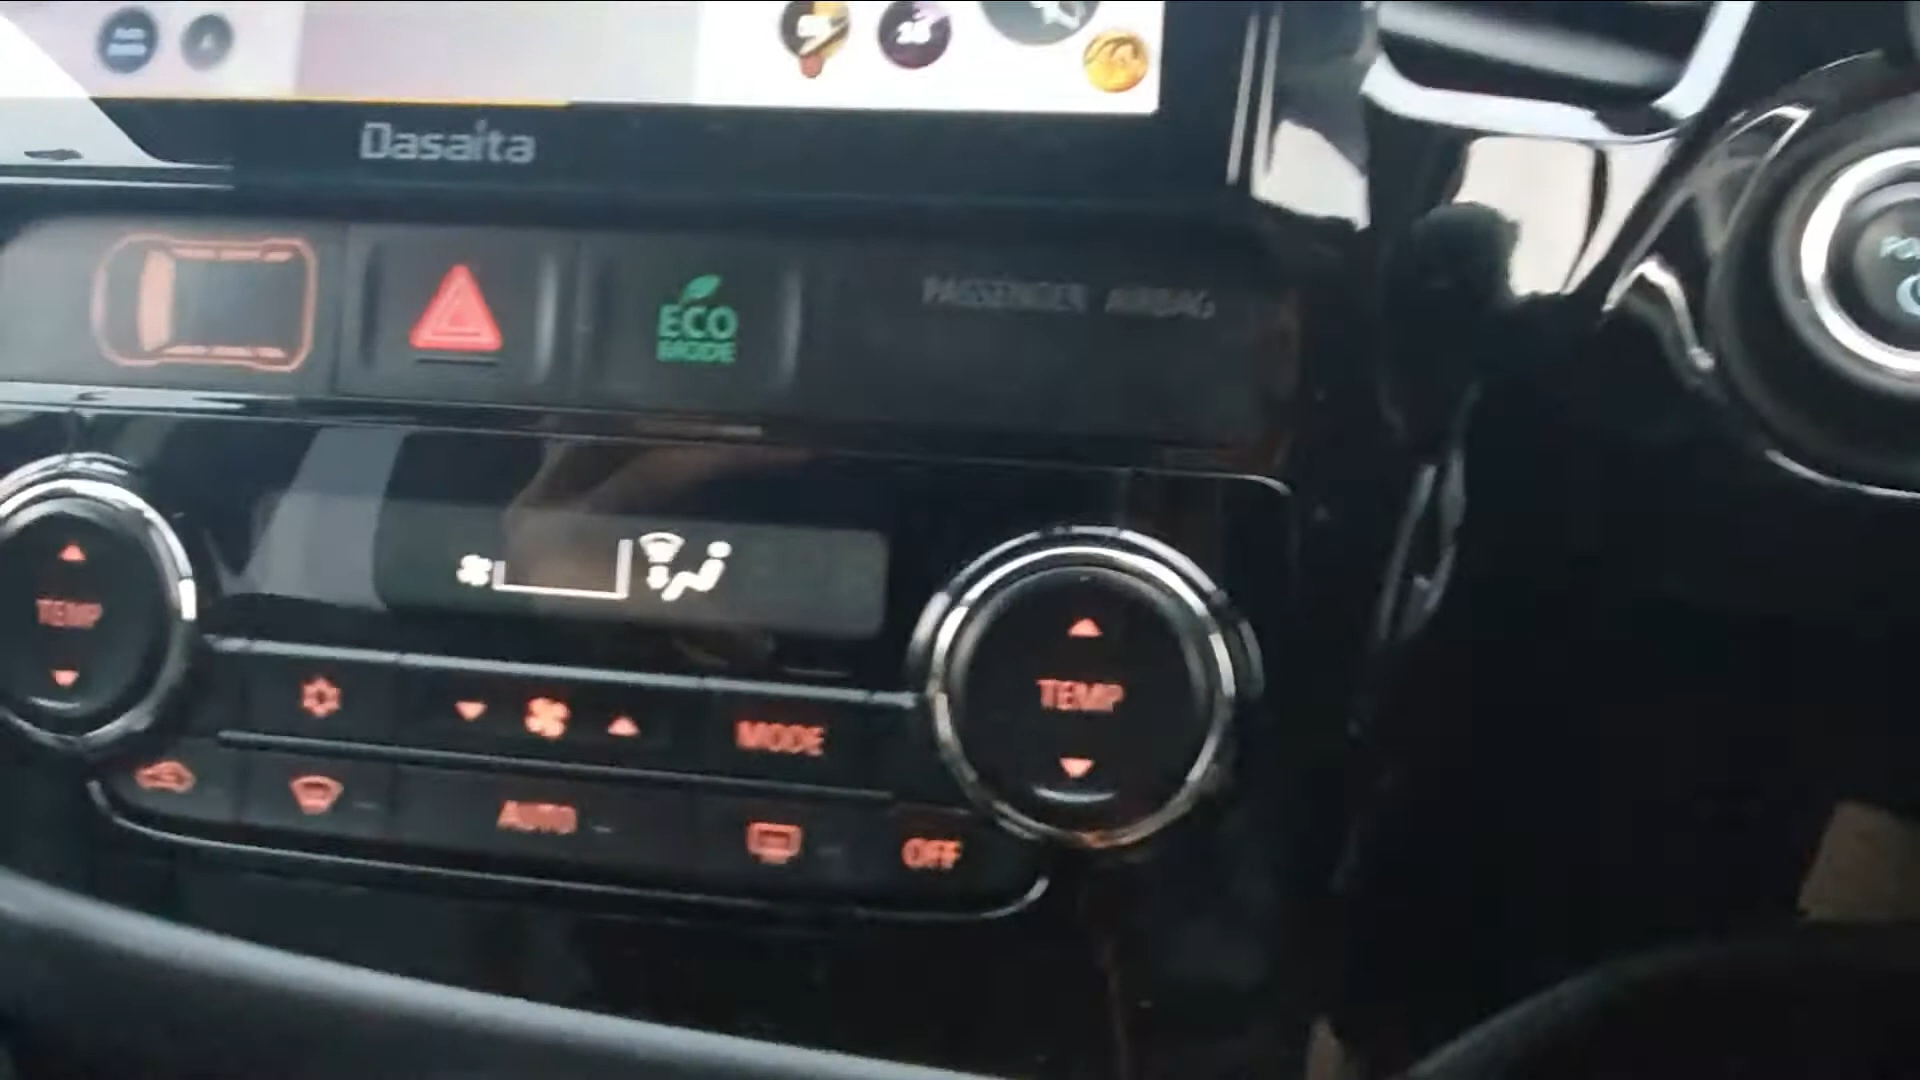 Dasaita
PASSENGER AIRBAG
ECO
MODE
TEMP
TEMP
MODE
AUTO
OFF